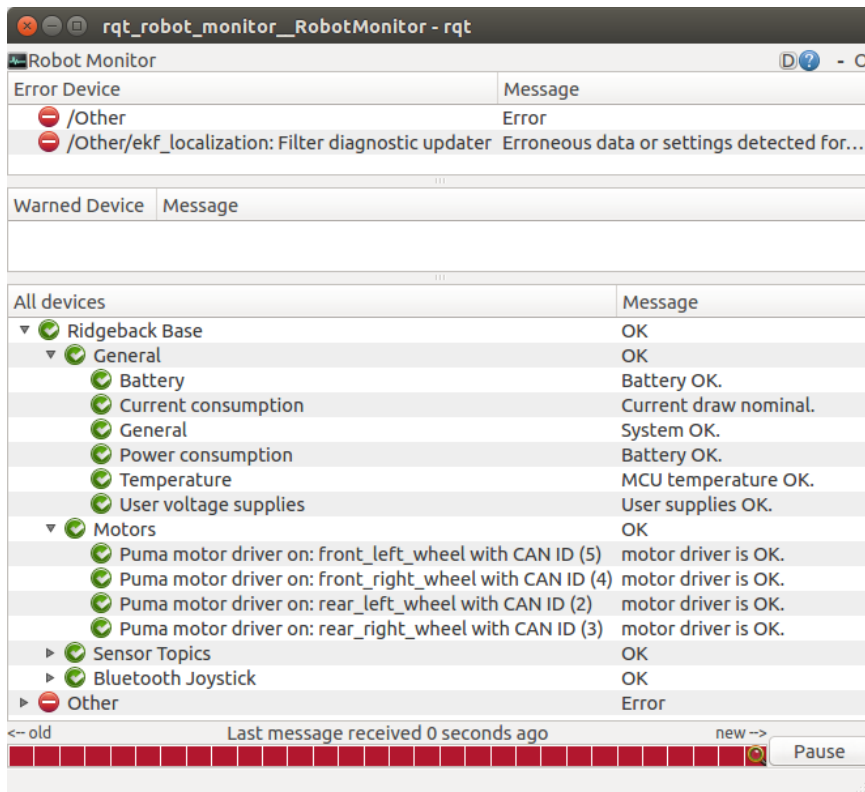 rqt_robot_monitor__RobotMonitor - rqt
Robot Monitor D ? - O
Error Device Message
/Other Error
/Other/ekf_localization: Filter diagnostic updater Erroneous data or settings detected for...
Warned Device Message
All devices Message
Ridgeback Base OK
General OK
Battery Battery OK.
Current consumption Current draw nominal.
General System OK.
Power consumption Battery OK.
Temperature MCU temperature OK.
User voltage supplies User supplies OK.
Motors OK
Puma motor driver on: front_left_wheel with CAN ID (5) motor driver is OK.
Puma motor driver on: front_right_wheel with CAN ID (4) motor driver is OK.
Puma motor driver on: rear_left_wheel with CAN ID (2) motor driver is OK.
Puma motor driver on: rear_right_wheel with CAN ID (3) motor driver is OK.
Sensor Topics OK
Bluetooth Joystick OK
Other Error
<-- old Last message received 0 seconds ago new -->
Pause